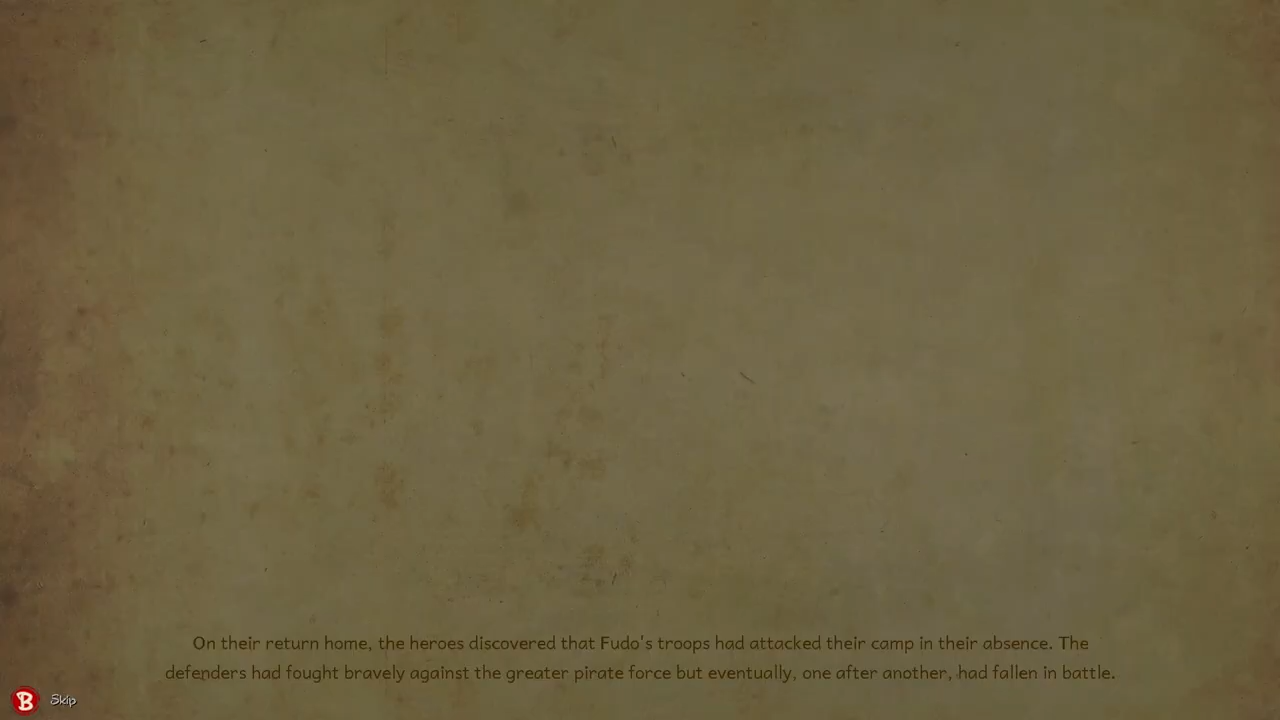 On their return home, the heroes discovered that Fudo's troops had attacked their camp in their absence. The
defenders had fought bravely against the greater pirate force but eventually, one after another, had fallen in battle.
B Skip